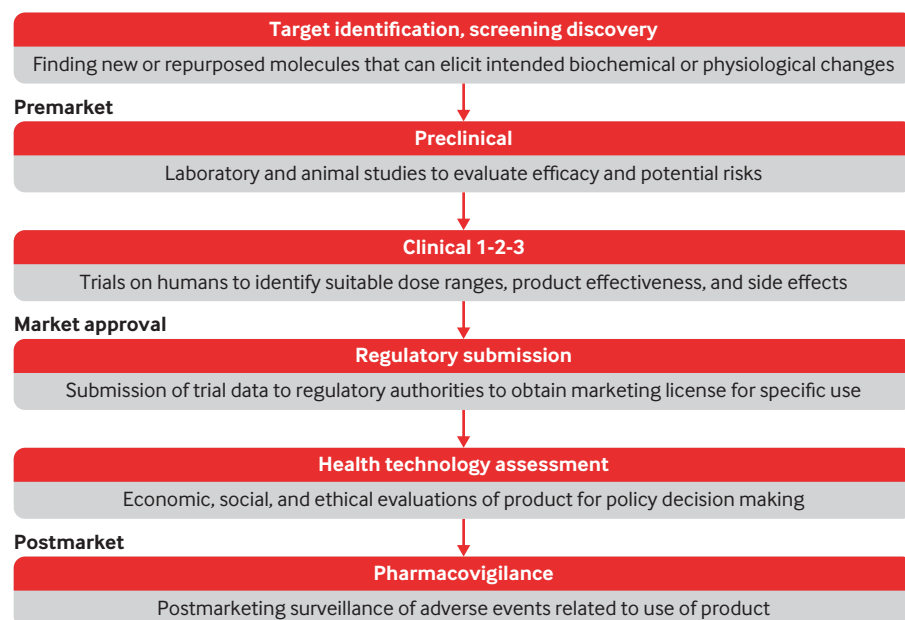 Target identification, screening discovery
Finding new or repurposed molecules that can elicit intended biochemical or physiological changes
Premarket
Preclinical
Laboratory and animal studies to evaluate efficacy and potential risks
Clinical 1-2-3
Trials on humans to identify suitable dose ranges, product effectiveness, and side effects
Market approval
Regulatory submission
Submission of trial data to regulatory authorities to obtain marketing license for specific use
Health technology assessment
Economic, social, and ethical evaluations of product for policy decision making
Postmarket
Pharmacovigilance
Postmarketing surveillance of adverse events related to use of product